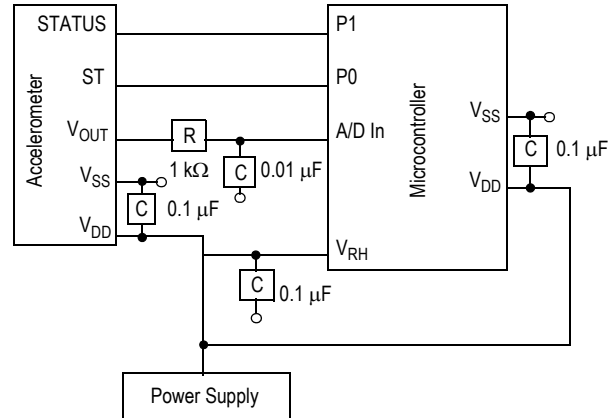 STATUS
P1
ST
P0
V_OUT
R
A/D In
1 kΩ
C
0.01 µF
V_SS
C
0.1 µF
V_DD
Accelerometer
Microcontroller
V_SS
C
0.1 µF
V_DD
V_RH
C
0.1 µF
Power Supply